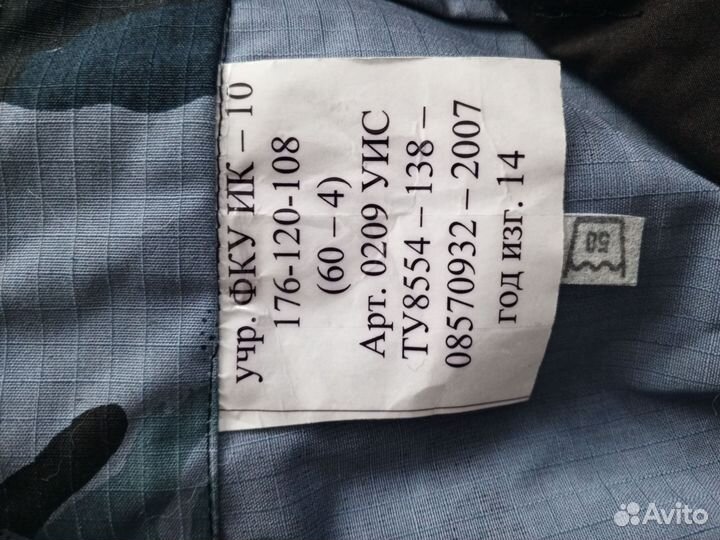 учр. ФКУ ИК – 10
176-120-108
(60 – 4)
Арт. 0209 УИС
ТУ8554 – 138 –
08570932 – 2007
год изг. 14
50
Avito